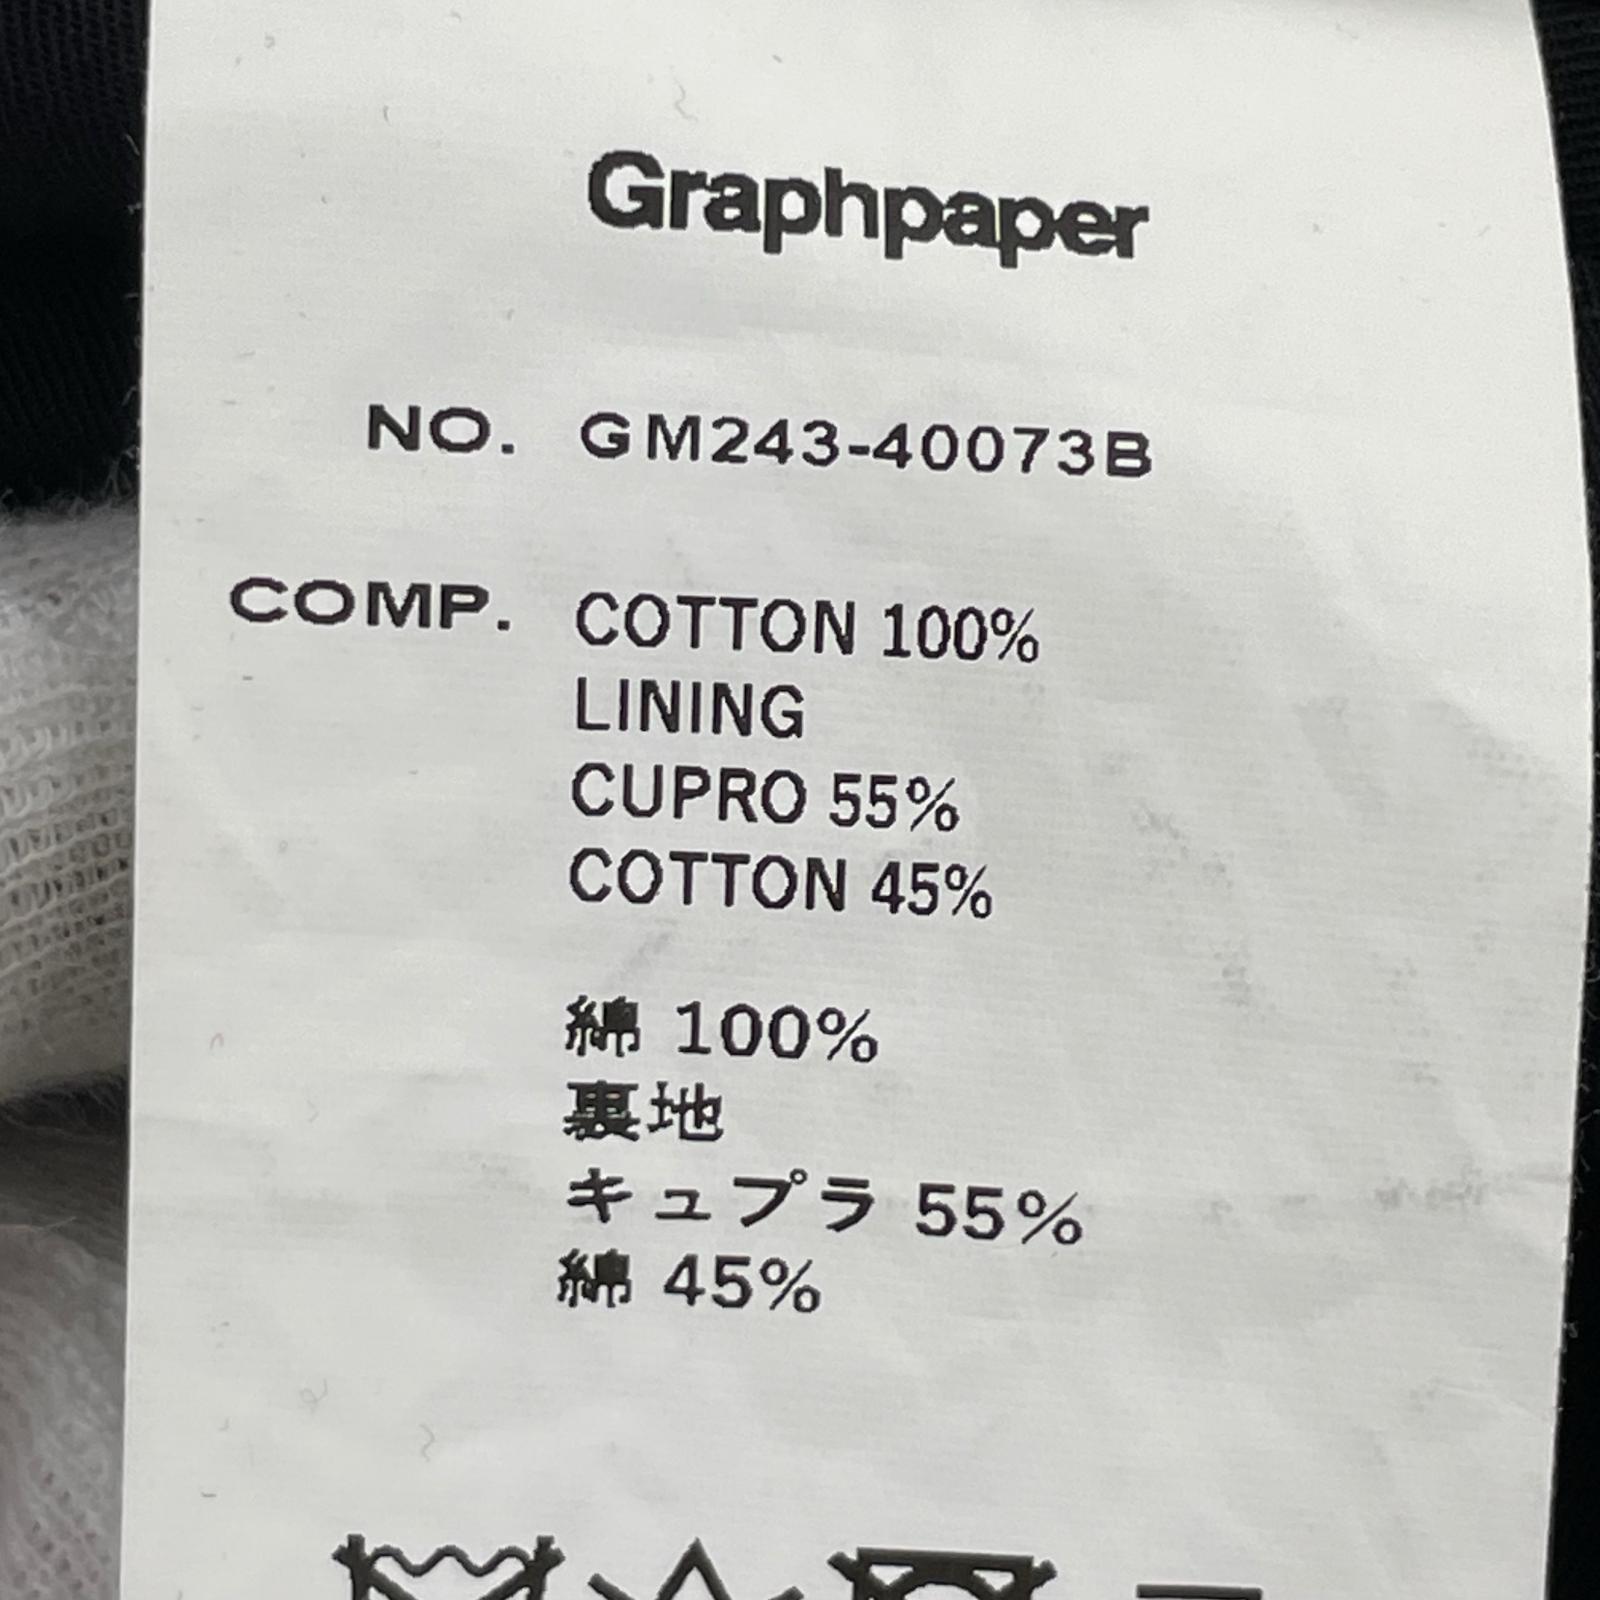 Graphpaper
NO. GM243-40073B
COMP. COTTON 100%
LINING
CUPRO 55%
COTTON 45%
綿 100%
裏地
キュプラ 55%
綿 45%